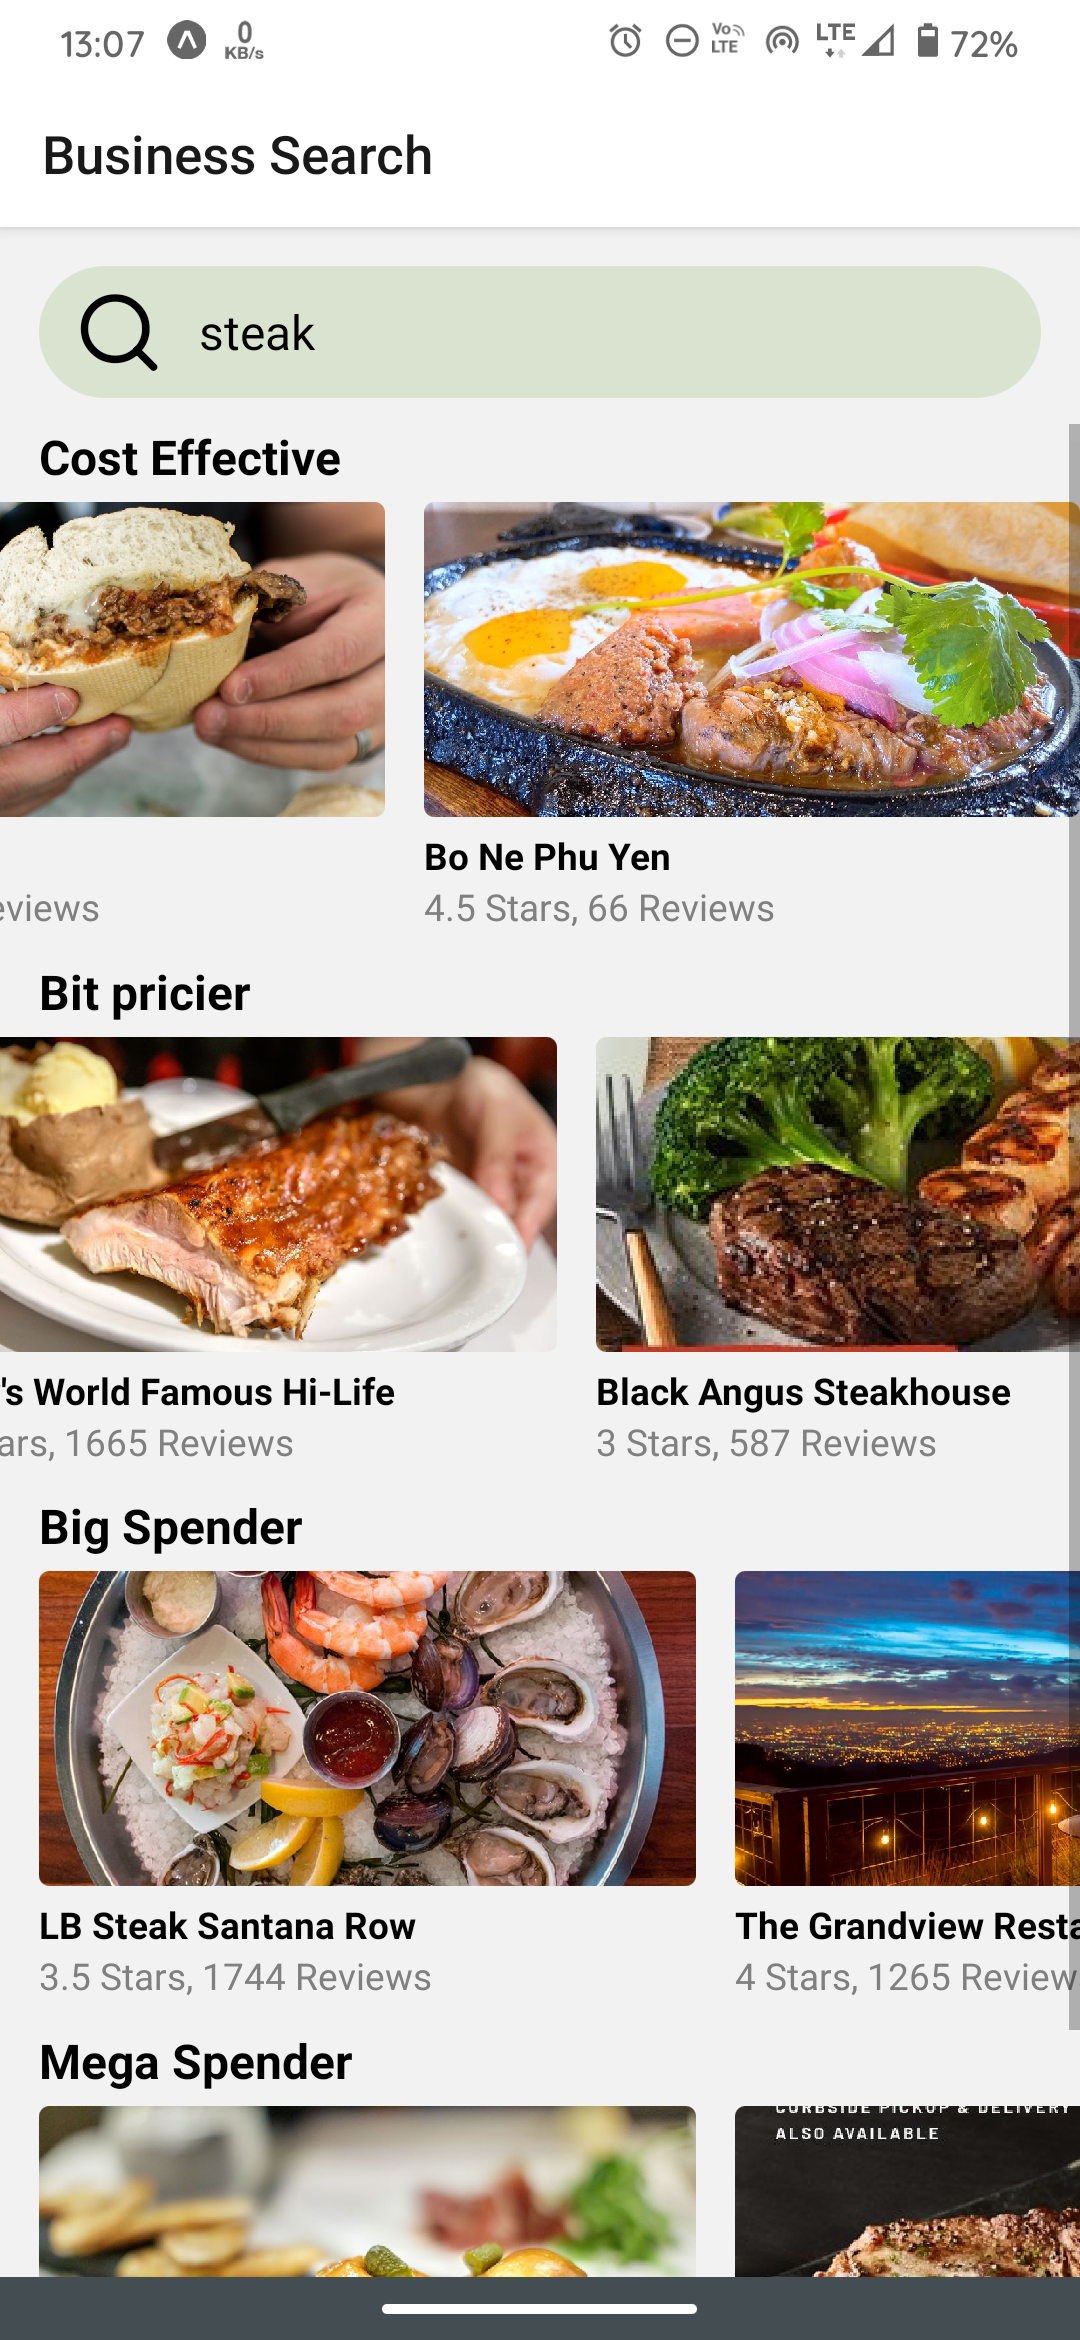 13:07
0
KB/s
Vo
LTE
LTE
72%
Business Search
steak
Cost Effective
Bo Ne Phu Yen
eviews
4.5 Stars, 66 Reviews
Bit pricier
's World Famous Hi-Life
Black Angus Steakhouse
ars, 1665 Reviews
3 Stars, 587 Reviews
Big Spender
LB Steak Santana Row
The Grandview Resta
3.5 Stars, 1744 Reviews
4 Stars, 1265 Review
Mega Spender
CURBSIDE PICKUP & DELIVERY
ALSO AVAILABLE